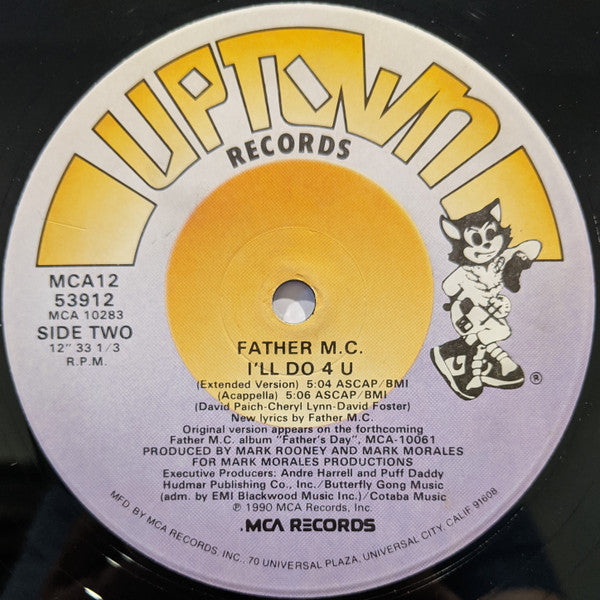 UPTOWN
RECORDS
MCA12
53912
MCA 10283
SIDE TWO
12" 33 1/3
R.P.M.
®
FATHER M.C.
I'LL DO 4 U
(Extended Version) 5:04 ASCAP/BMI
(Acappella) 5:06 ASCAP/BMI
(David Paich-Cheryl Lynn-David Foster)
New lyrics by Father M.C.
Original version appears on the forthcoming
Father M.C. album "Father's Day", MCA-10061
PRODUCED BY MARK ROONEY AND MARK MORALES
FOR MARK MORALES PRODUCTIONS
Executive Producers: Andre Harrell and Puff Daddy
Hudmar Publishing Co., Inc./Butterfly Gong Music
(adm. by EMI Blackwood Music Inc.)/Cotaba Music
℗ 1990 MCA Records, Inc.
.MCA RECORDS
MFD. BY MCA RECORDS, INC., 70 UNIVERSAL PLAZA, UNIVERSAL CITY, CALIF. 91608